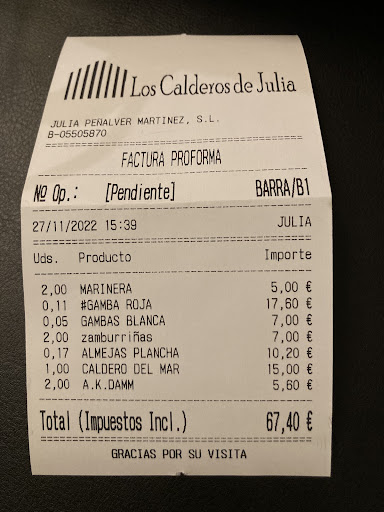 Los Calderos de Julia
JULIA PEÑALVER MARTINEZ, S.L.
B-05505870
FACTURA PROFORMA
Nº Op.: [Pendiente] BARRA/B1
27/11/2022 15:39 JULIA
Uds. Producto Importe
2,00 MARINERA 5,00 €
0,11 #GAMBA ROJA 17,60 €
0,05 GAMBAS BLANCA 7,00 €
2,00 zamburriñas 7,00 €
0,17 ALMEJAS PLANCHA 10,20 €
1,00 CALDERO DEL MAR 15,00 €
2,00 A.K.DAMM 5,60 €
Total (Impuestos Incl.) 67,40 €
GRACIAS POR SU VISITA